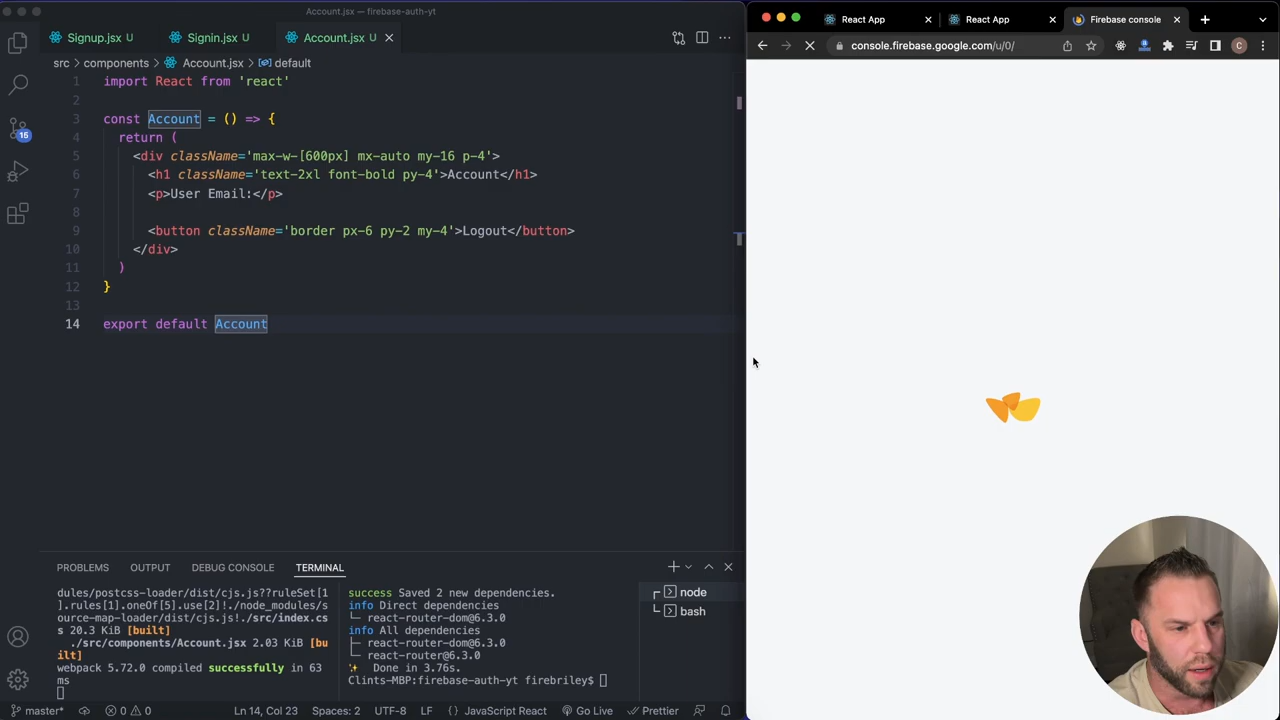 Account.jsx — firebase-auth-yt
Signup.jsx U
Signin.jsx U
Account.jsx U
src > components > Account.jsx > default
1 import React from 'react'
2
3 const Account = () => {
4 return (
5 <div className='max-w-[600px] mx-auto my-16 p-4'>
6 <h1 className='text-2xl font-bold py-4'>Account</h1>
7 <p>User Email:</p>
8
9 <button className='border px-6 py-2 my-4'>Logout</button>
10 </div>
11 )
12 }
13
14 export default Account
15
PROBLEMS OUTPUT DEBUG CONSOLE TERMINAL
dules/postcss-loader/dist/cjs.js??ruleSet[1
].rules[1].oneOf[5].use[2]!./node_modules/s
ource-map-loader/dist/cjs.js!./src/index.cs
s 20.3 KiB [built]
./src/components/Account.jsx 2.03 KiB [bu
ilt]
webpack 5.72.0 compiled successfully in 63
ms
success Saved 2 new dependencies.
info Direct dependencies
└─ react-router-dom@6.3.0
info All dependencies
├─ react-router-dom@6.3.0
└─ react-router@6.3.0
✨ Done in 3.76s.
Clints-MBP:firebase-auth-yt firebriley$
node
bash
master*
0 0
Ln 14, Col 23
Spaces: 2
UTF-8
LF
{} JavaScript React
Go Live
Prettier
React App
React App
Firebase console
console.firebase.google.com/u/0/
C